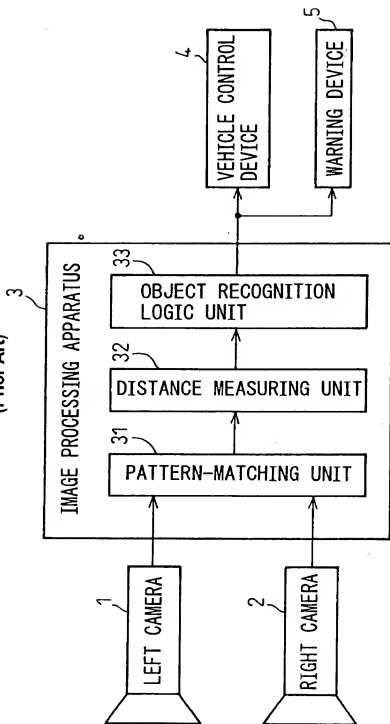 (Prior Art)
3
IMAGE PROCESSING APPARATUS
1
LEFT CAMERA
2
RIGHT CAMERA
31
PATTERN-MATCHING UNIT
32
DISTANCE MEASURING UNIT
33
OBJECT RECOGNITION
LOGIC UNIT
4
VEHICLE CONTROL
DEVICE
5
WARNING DEVICE